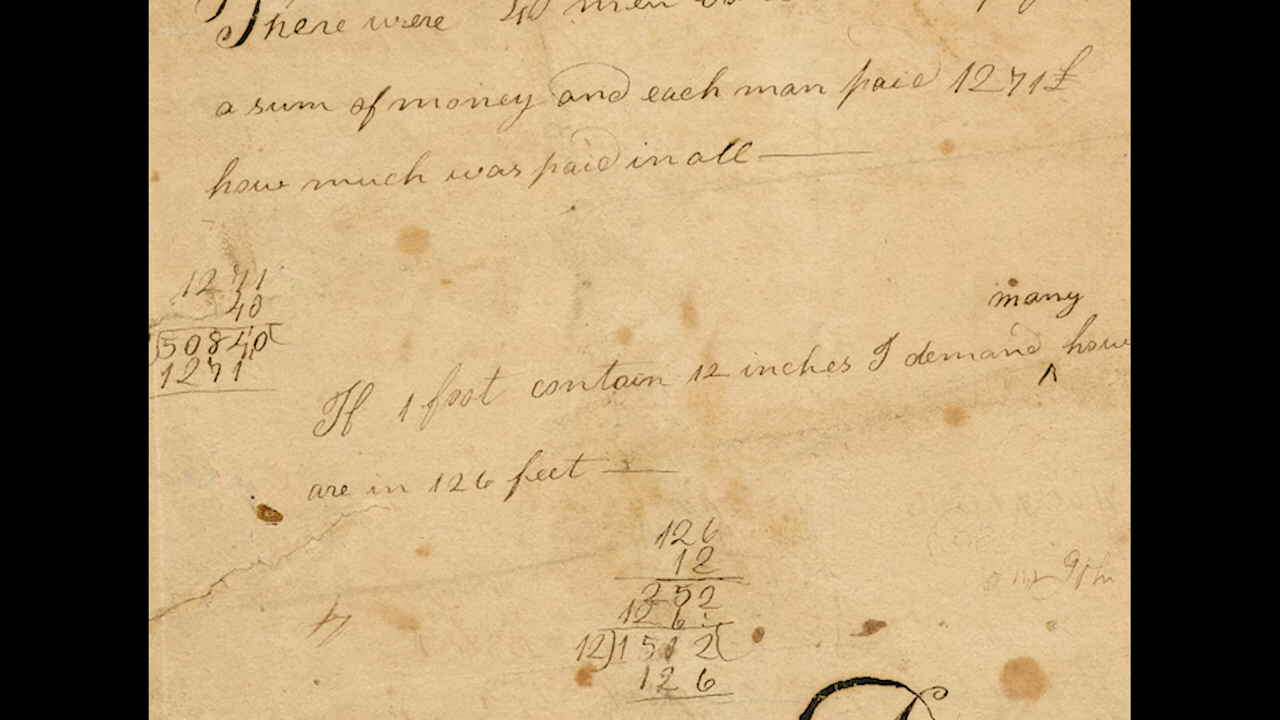 There were 40 men
a sum of money and each man paid 1271£
how much was paid in all
1271
40
50840
1271
many
If 1 foot contain 12 inches I demand how
^
are in 126 feet
126
12
252
126
12)1512(
126